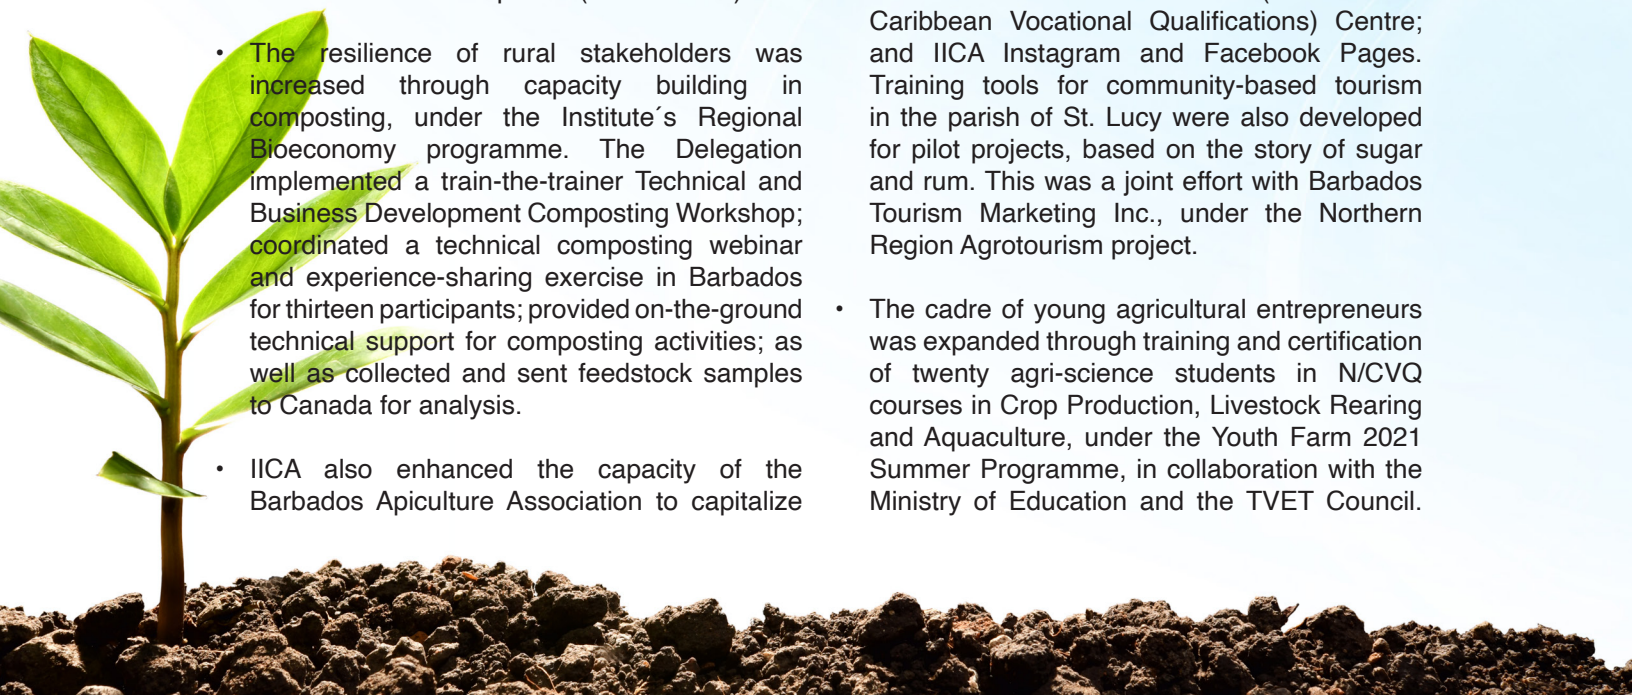 • The resilience of rural stakeholders was
increased through capacity building in
composting, under the Institute´s Regional
Bioeconomy programme. The Delegation
implemented a train-the-trainer Technical and
Business Development Composting Workshop;
coordinated a technical composting webinar
and experience-sharing exercise in Barbados
for thirteen participants; provided on-the-ground
technical support for composting activities; as
well as collected and sent feedstock samples
to Canada for analysis.
• IICA also enhanced the capacity of the
Barbados Apiculture Association to capitalize
Caribbean Vocational Qualifications) Centre;
and IICA Instagram and Facebook Pages.
Training tools for community-based tourism
in the parish of St. Lucy were also developed
for pilot projects, based on the story of sugar
and rum. This was a joint effort with Barbados
Tourism Marketing Inc., under the Northern
Region Agrotourism project.
• The cadre of young agricultural entrepreneurs
was expanded through training and certification
of twenty agri-science students in N/CVQ
courses in Crop Production, Livestock Rearing
and Aquaculture, under the Youth Farm 2021
Summer Programme, in collaboration with the
Ministry of Education and the TVET Council.